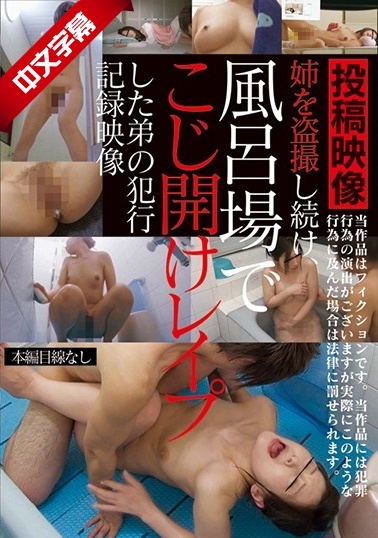 中文字幕
投稿映像
姉を盗撮し続け、
風呂場で
こじ開けレイプ
した弟の犯行
記録映像
当作品はフィクションです。当作品には犯罪
行為の演出がございますが実際にこのような
行為に及んだ場合は法律に罰せられます。
本編目線なし